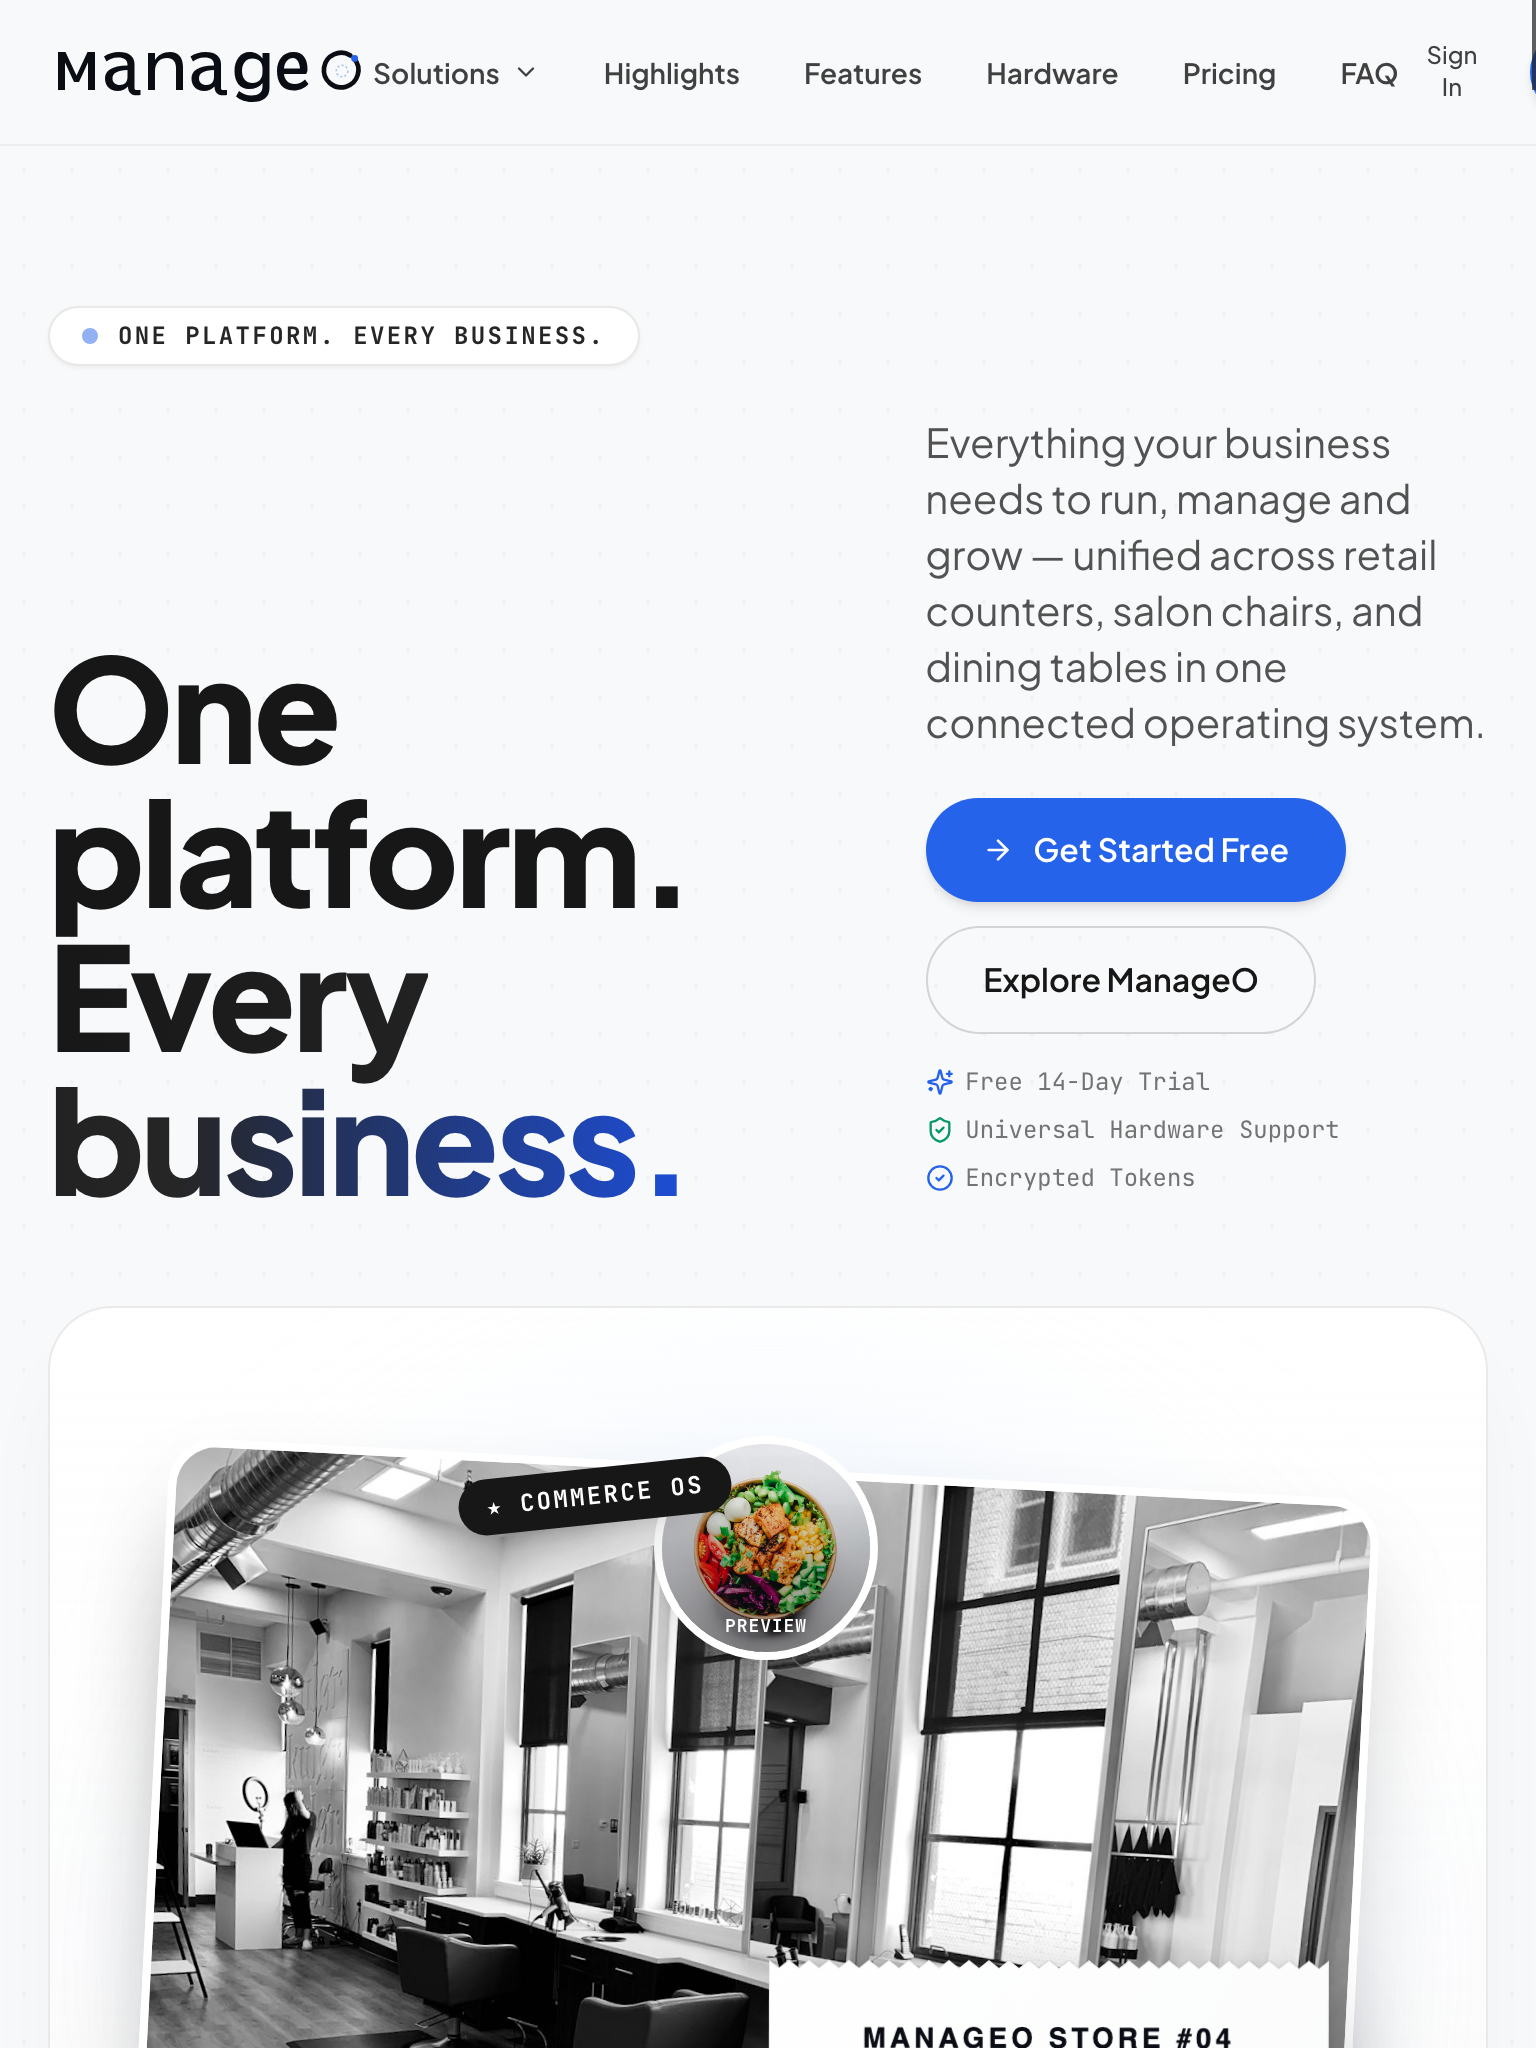 ManageO
Solutions
Highlights
Features
Hardware
Pricing
FAQ
Sign
In
ONE PLATFORM. EVERY BUSINESS.
One
platform.
Every
business.
Everything your business
needs to run, manage and
grow — unified across retail
counters, salon chairs, and
dining tables in one
connected operating system.
Get Started Free
Explore ManageO
Free 14-Day Trial
Universal Hardware Support
Encrypted Tokens
★ COMMERCE OS
PREVIEW
MANAGEO STORE #04